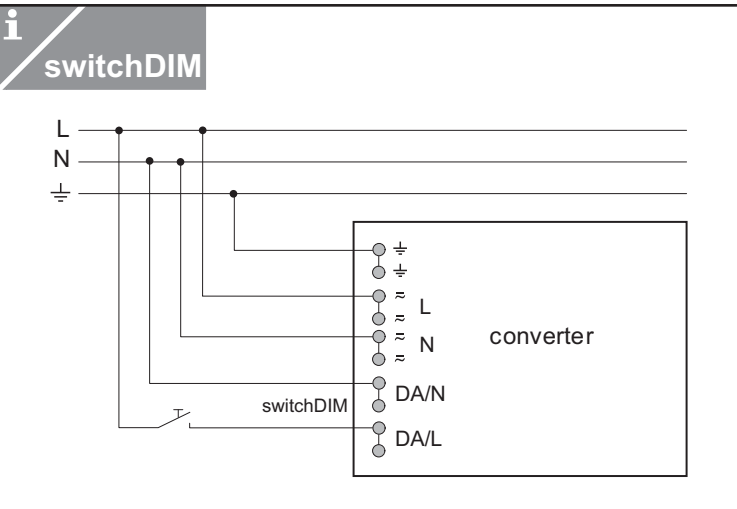 i
switchDIM
L
N
⏚
⏚
⏚
≂
L
≂
≂
N
≂
converter
DA/N
switchDIM
DA/L